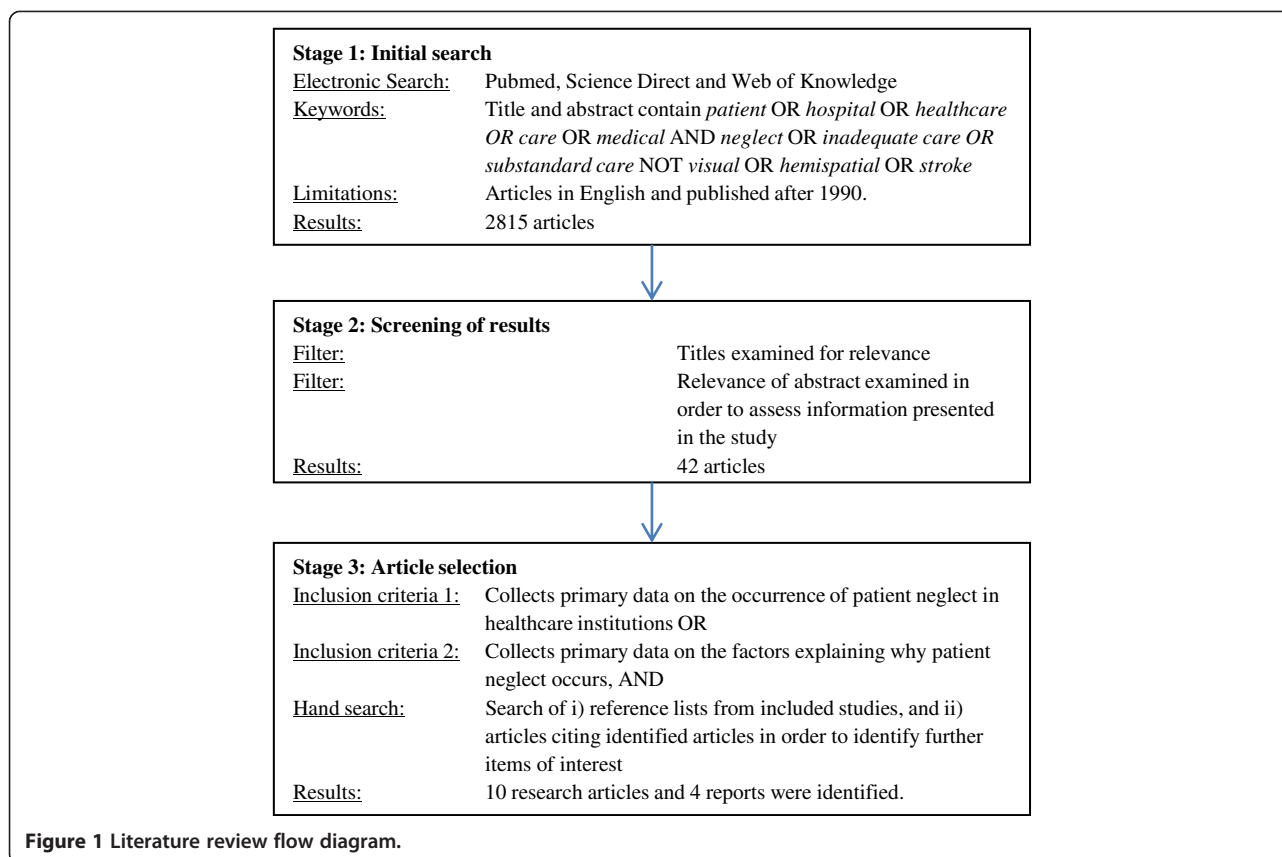 Stage 1: Initial search
Electronic Search: Pubmed, Science Direct and Web of Knowledge
Keywords: Title and abstract contain patient OR hospital OR healthcare
OR care OR medical AND neglect OR inadequate care OR
substandard care NOT visual OR hemispatial OR stroke
Limitations: Articles in English and published after 1990.
Results: 2815 articles
Stage 2: Screening of results
Filter: Titles examined for relevance
Filter: Relevance of abstract examined in
order to assess information presented
in the study
Results: 42 articles
Stage 3: Article selection
Inclusion criteria 1: Collects primary data on the occurrence of patient neglect in
healthcare institutions OR
Inclusion criteria 2: Collects primary data on the factors explaining why patient
neglect occurs, AND
Hand search: Search of i) reference lists from included studies, and ii)
articles citing identified articles in order to identify further
items of interest
Results: 10 research articles and 4 reports were identified.
Figure 1 Literature review flow diagram.